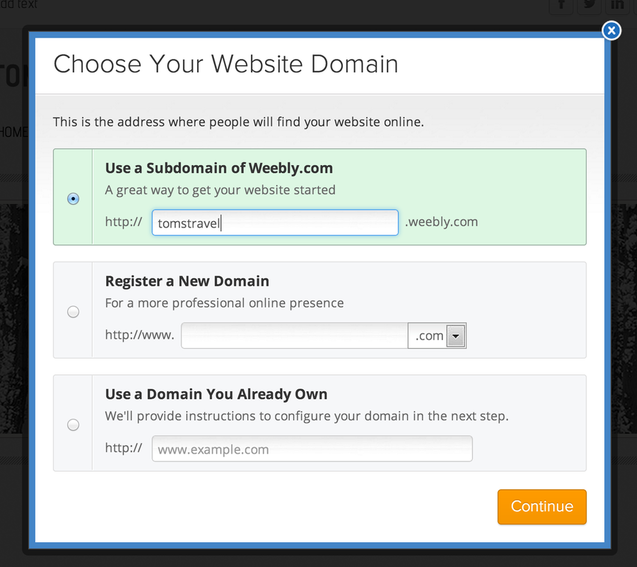 dd text
Choose Your Website Domain
HOME
This is the address where people will find your website online.
Use a Subdomain of Weebly.com
A great way to get your website started
http:// tomstravel .weebly.com
Register a New Domain
For a more professional online presence
http://www. .com
Use a Domain You Already Own
We'll provide instructions to configure your domain in the next step.
http:// www.example.com
Continue